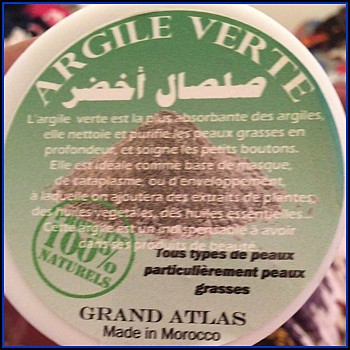 ARGILE VERTE
صلصال أخضر
L'argile verte est la plus absorbante des argiles,
elle nettoie et purifie les peaux grasses en
profondeur, et soigne les petits boutons.
Elle est idéale comme base de masque,
de cataplasme, ou d'enveloppement,
à laquelle on ajoutera des extraits de plantes,
des huiles végétales, des huiles essentielles...
Cette argile est un indispensable à avoir
dans ses produits de beauté.
100%
NATURELS
Tous types de peaux
particulièrement peaux
grasses
GRAND ATLAS
Made in Morocco